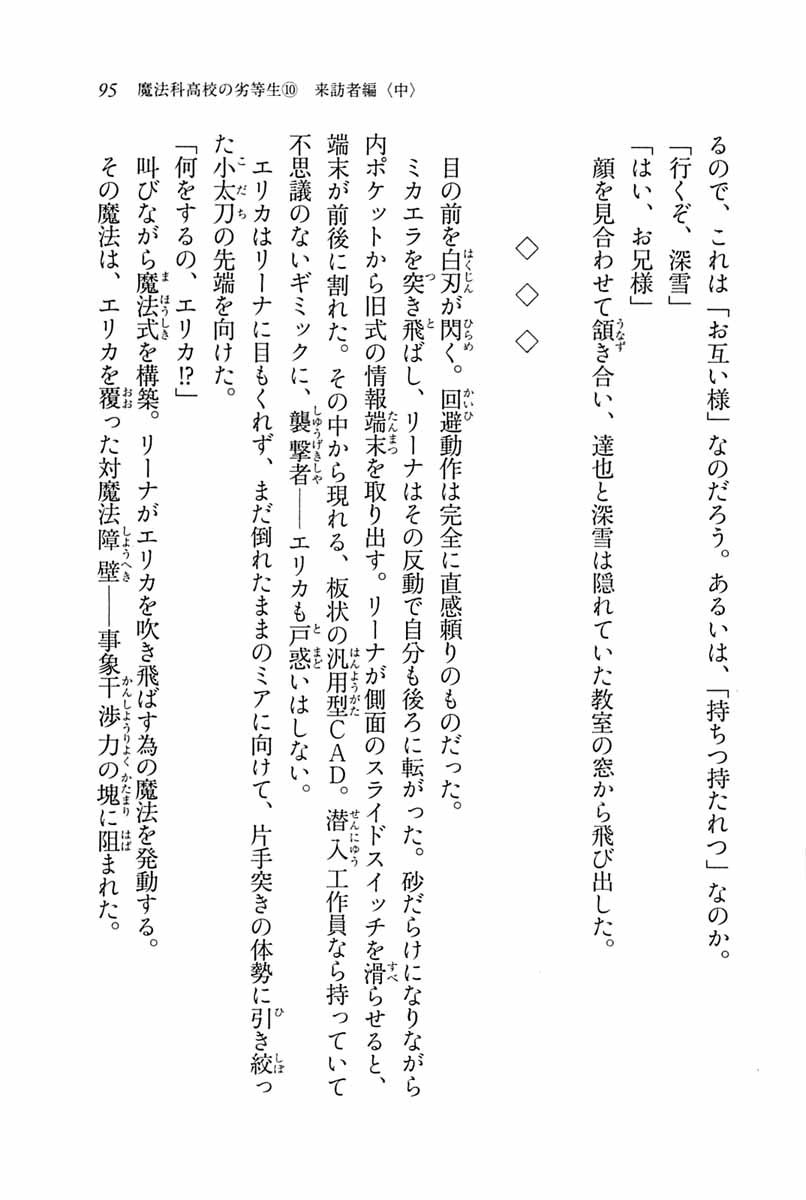 95　魔法科高校の劣等生⑩　来訪者編〈中〉
るので、これは「お互い様」なのだろう。あるいは、「持ちつ持たれつ」なのか。
「行くぞ、深雪」
「はい、お兄様」
顔を見合わせて頷き合い、達也と深雪は隠れていた教室の窓から飛び出した。
◇　◇　◇
目の前を白刃が閃く。回避動作は完全に直感頼りのものだった。
ミカエラを突き飛ばし、リーナはその反動で自分も後ろに転がった。砂だらけになりながら
内ポケットから旧式の情報端末を取り出す。リーナが側面のスライドスイッチを滑らせると、
端末が前後に割れた。その中から現れる、板状の汎用型ＣＡＤ。潜入工作員なら持っていて
不思議のないギミックに、襲撃者――エリカも戸惑いはしない。
エリカはリーナに目もくれず、まだ倒れたままのミアに向けて、片手突きの体勢に引き絞っ
た小太刀の先端を向けた。
「何をするの、エリカ!?」
叫びながら魔法式を構築。リーナがエリカを吹き飛ばす為の魔法を発動する。
その魔法は、エリカを覆った対魔法障壁――事象干渉力の塊に阻まれた。